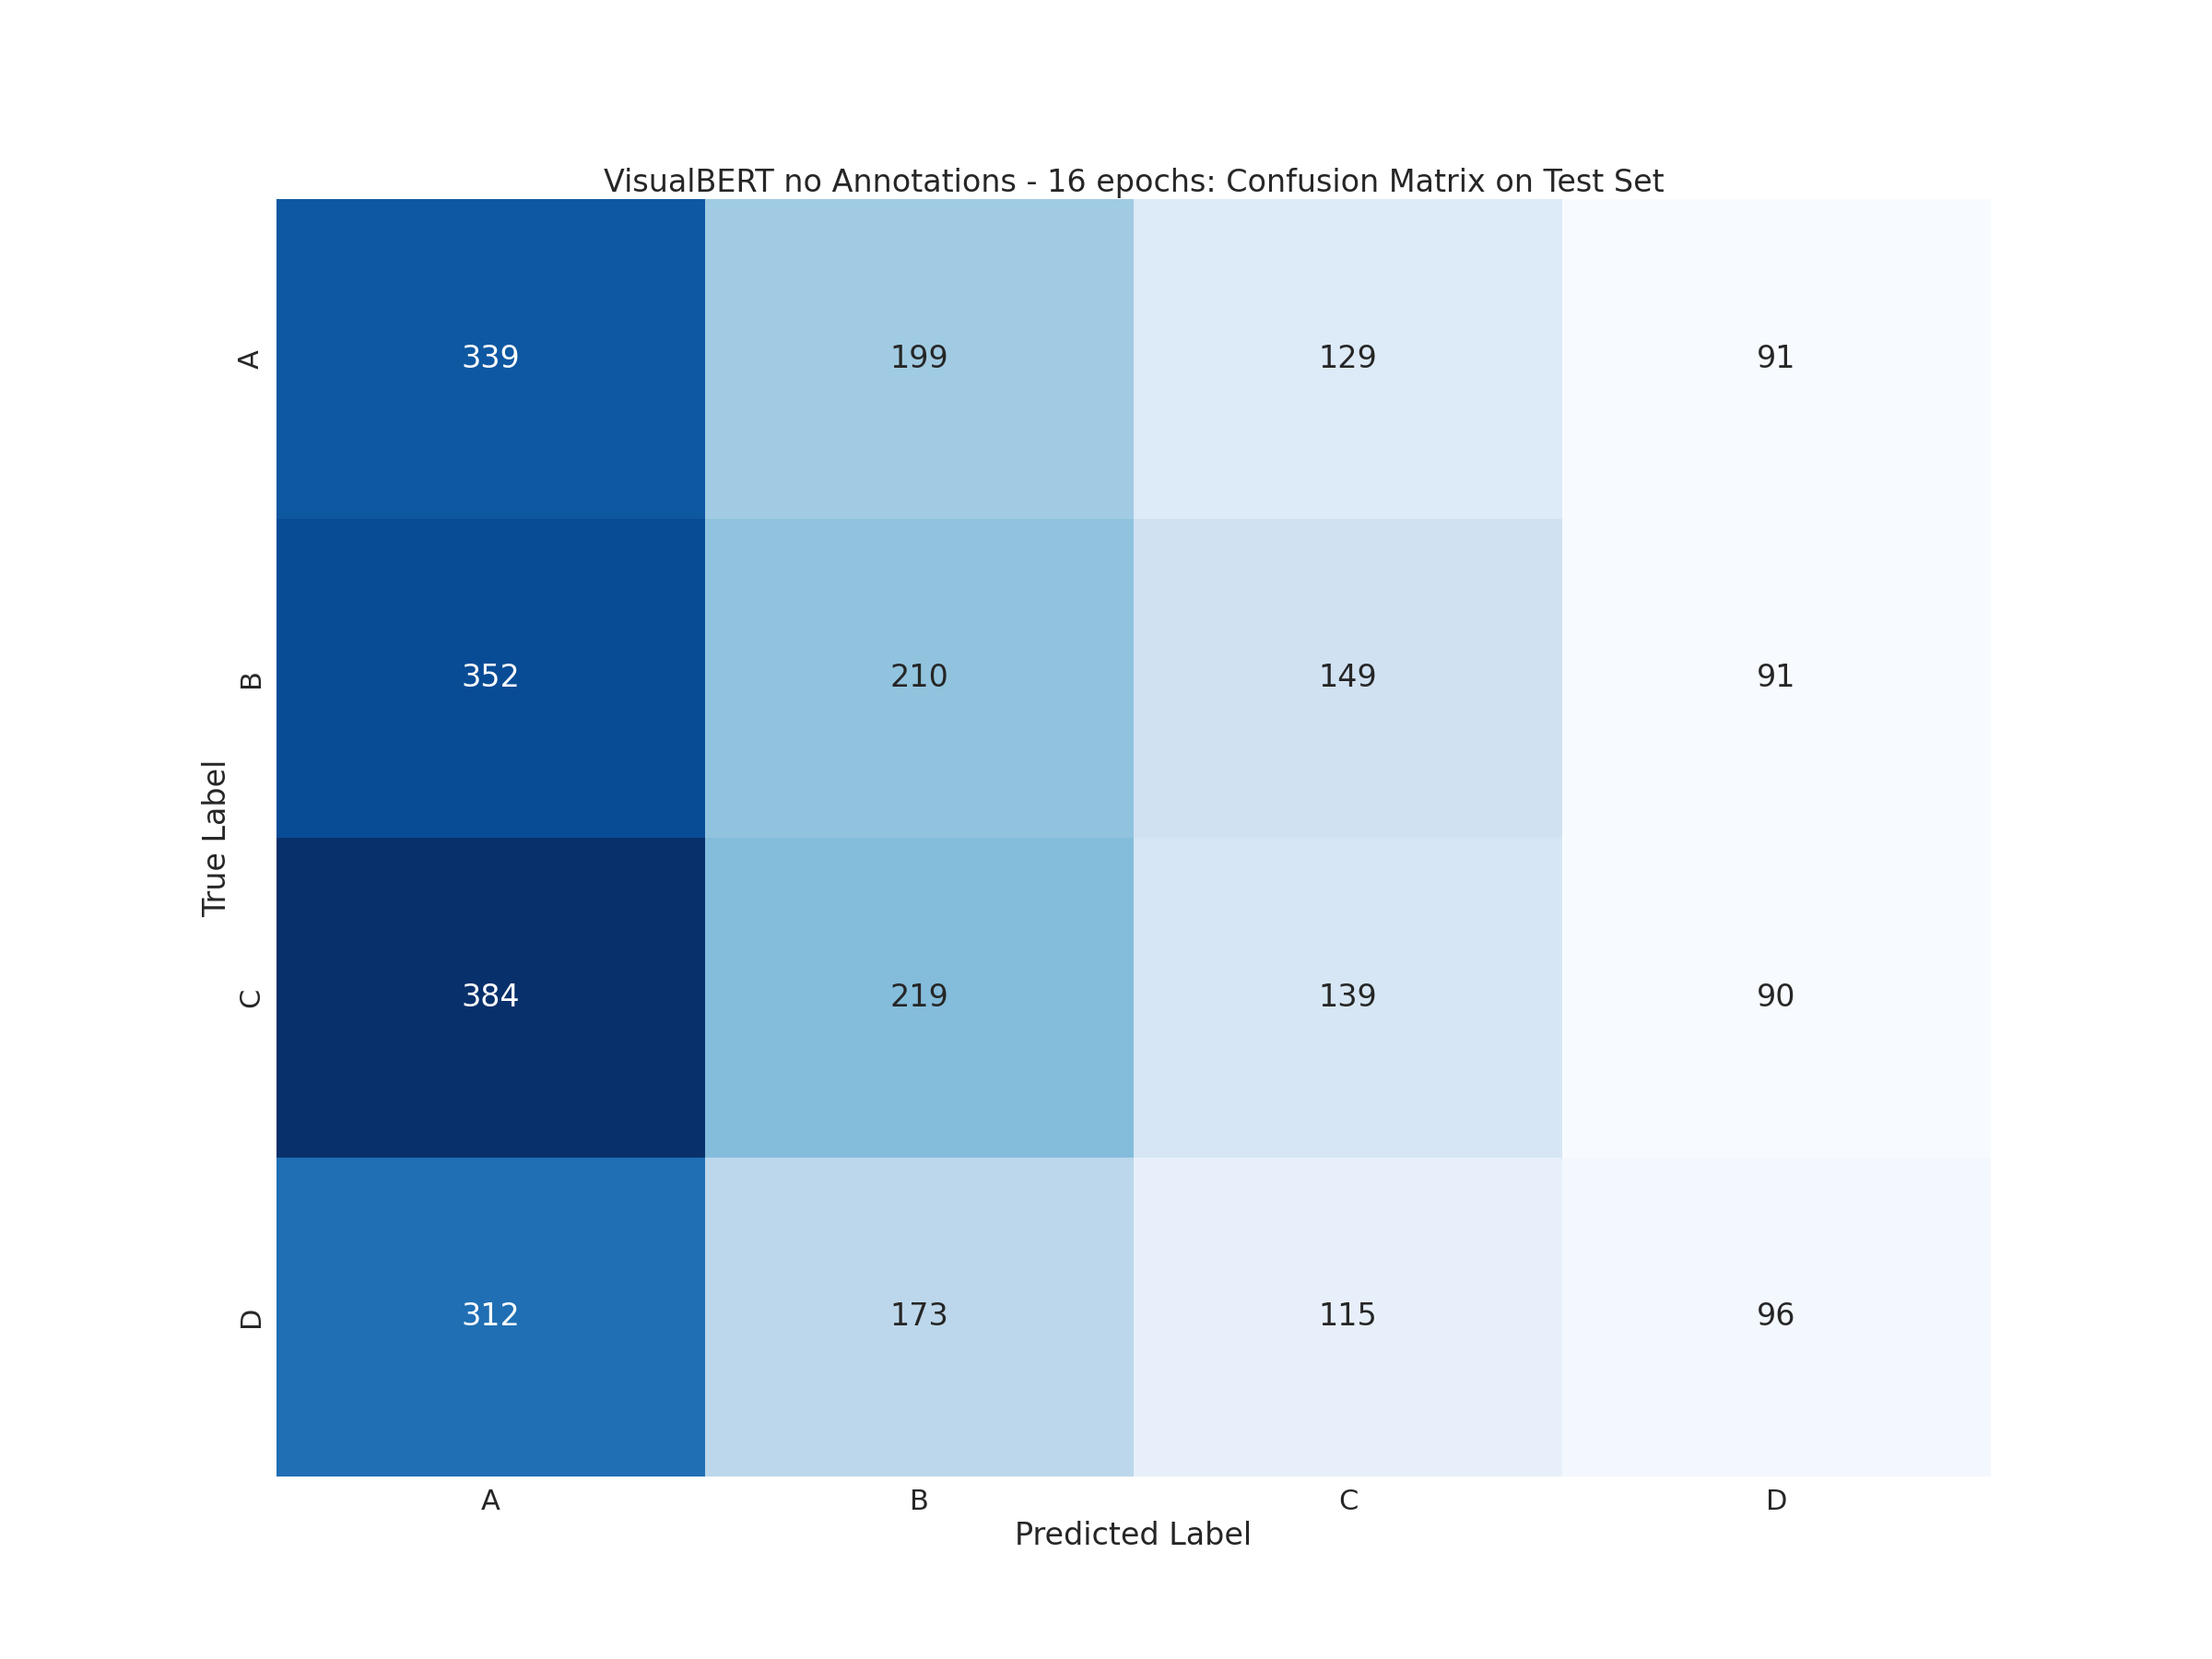 VisualBERT no Annotations - 16 epochs: Confusion Matrix on Test Set
A 339 199 129 91
B 352 210 149 91
True Label
C 384 219 139 90
D 312 173 115 96
A B C D
Predicted Label